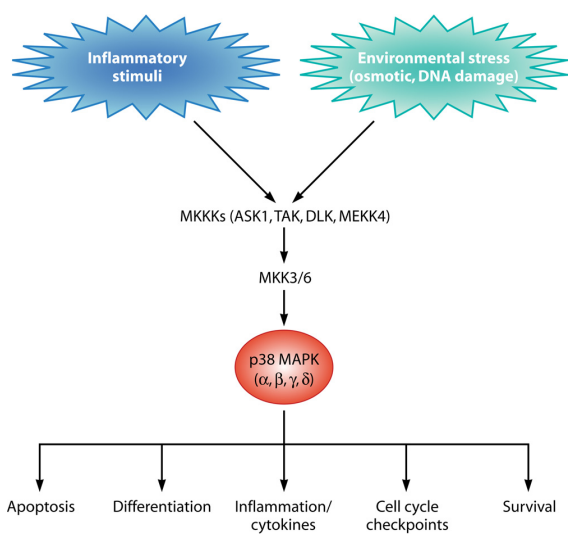 Inflammatory
stimuli
Environmental stress
(osmotic, DNA damage)
MKKKs (ASK1, TAK, DLK, MEKK4)
MKK3/6
p38 MAPK
(α, β, γ, δ)
Apoptosis
Differentiation
Inflammation/
cytokines
Cell cycle
checkpoints
Survival